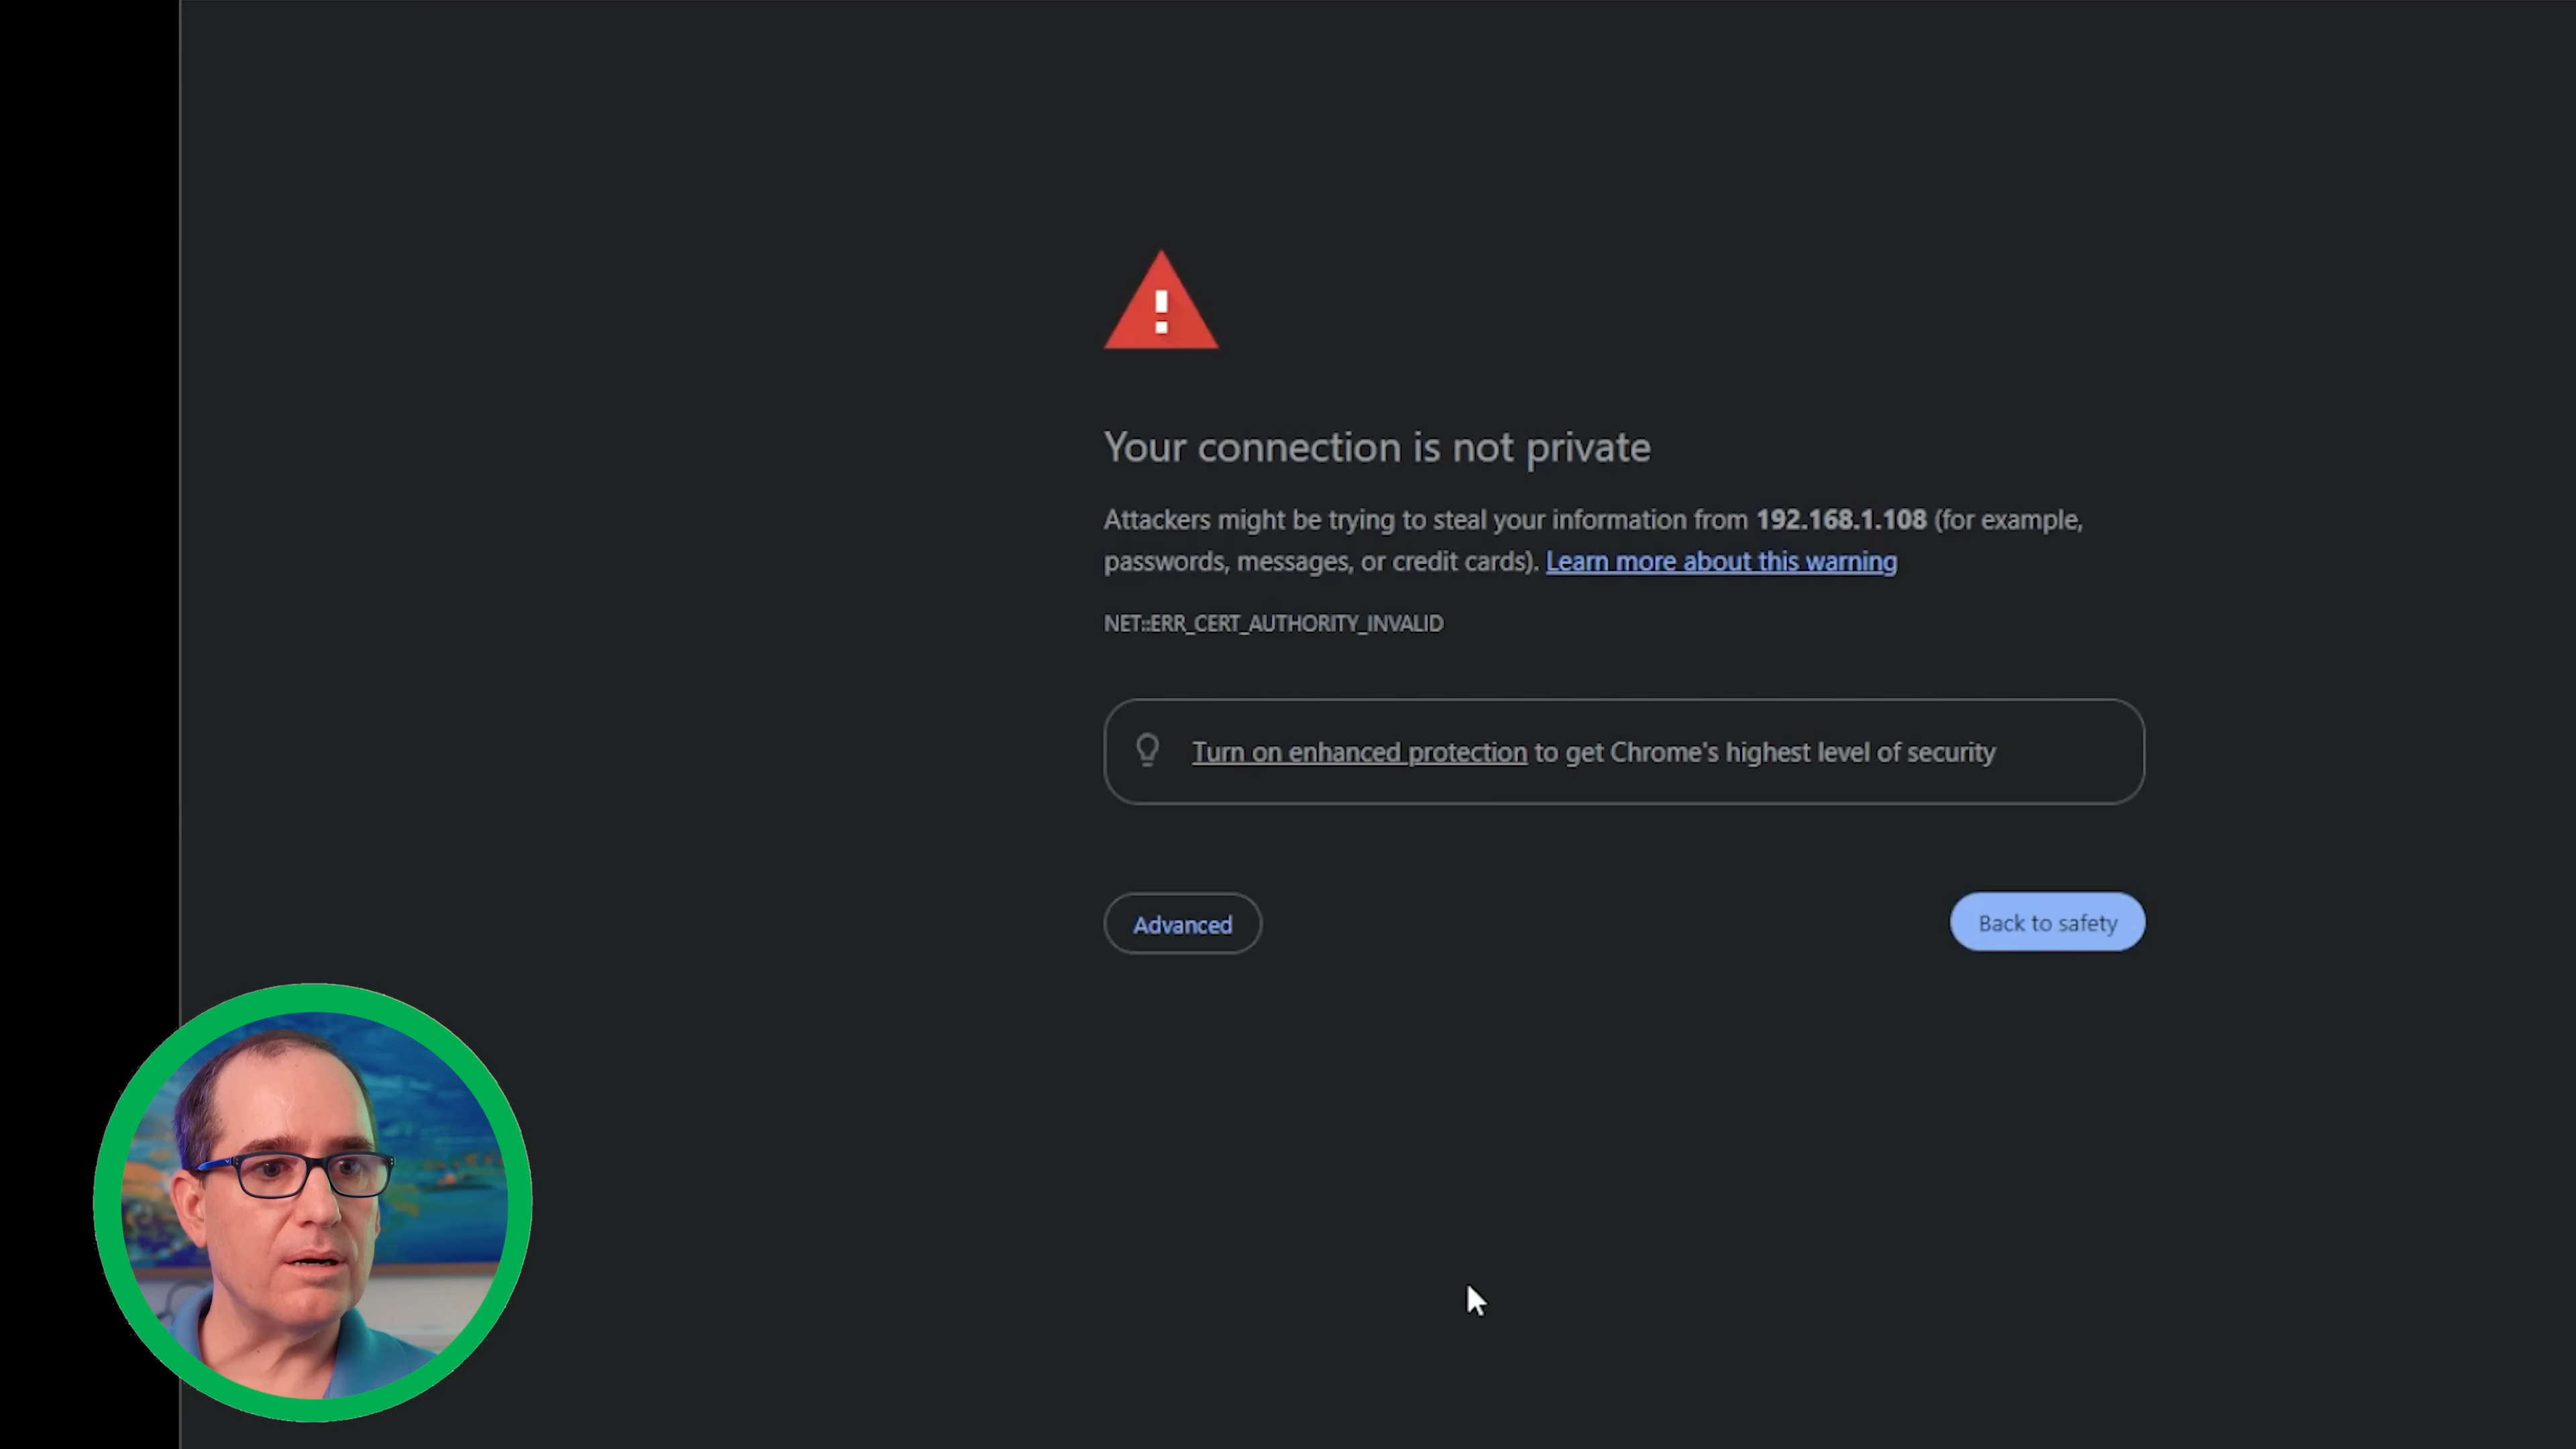 Your connection is not private
Attackers might be trying to steal your information from 192.168.1.108 (for example,
passwords, messages, or credit cards). Learn more about this warning
NET::ERR_CERT_AUTHORITY_INVALID
Turn on enhanced protection to get Chrome's highest level of security
Advanced
Back to safety